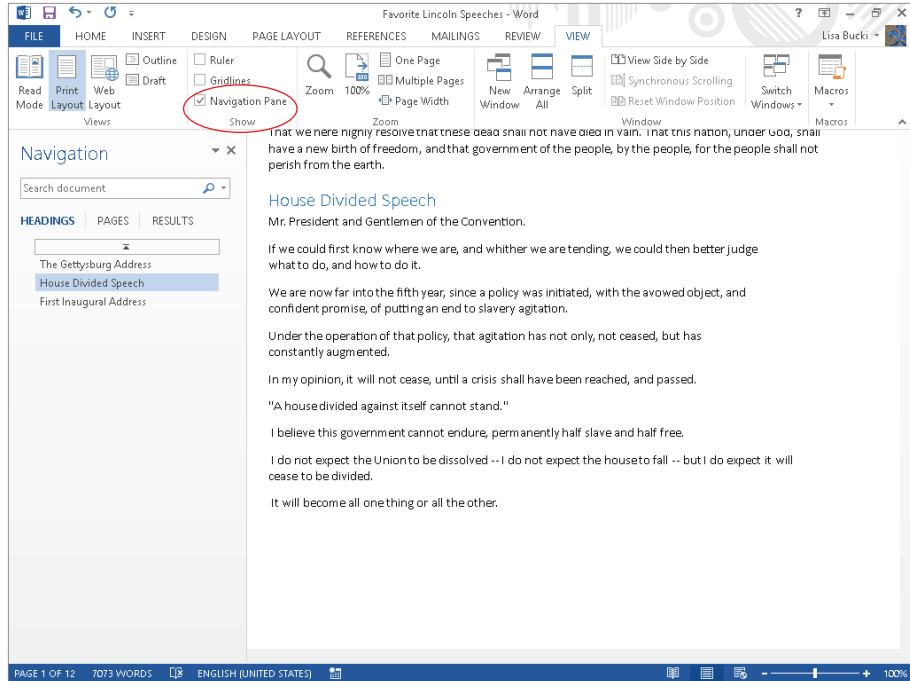 Favorite Lincoln Speeches - Word
FILE HOME INSERT DESIGN PAGE LAYOUT REFERENCES MAILINGS REVIEW VIEW Lisa Bucki
Read Mode
Print Layout
Web Layout
Outline
Draft
Views
Ruler
Gridlines
Navigation Pane
Show
Zoom
100
100%
One Page
Multiple Pages
Page Width
Zoom
New Window
Arrange All
Split
View Side by Side
Synchronous Scrolling
Reset Window Position
Window
Switch Windows
Macros
Macros
Navigation
Search document
HEADINGS PAGES RESULTS
The Gettysburg Address
House Divided Speech
First Inaugural Address
That we here highly resolve that these dead shall not have died in vain. That this nation, under God, shall
have a new birth of freedom, and that government of the people, by the people, for the people shall not
perish from the earth.
House Divided Speech
Mr. President and Gentlemen of the Convention.
If we could first know where we are, and whither we are tending, we could then better judge
what to do, and how to do it.
We are now far into the fifth year, since a policy was initiated, with the avowed object, and
confident promise, of putting an end to slavery agitation.
Under the operation of that policy, that agitation has not only, not ceased, but has
constantly augmented.
In my opinion, it will not cease, until a crisis shall have been reached, and passed.
"A house divided against itself cannot stand."
I believe this government cannot endure, permanently half slave and half free.
I do not expect the Union to be dissolved -- I do not expect the house to fall -- but I do expect it will
cease to be divided.
It will become all one thing or all the other.
PAGE 1 OF 12 7073 WORDS ENGLISH (UNITED STATES) 100%